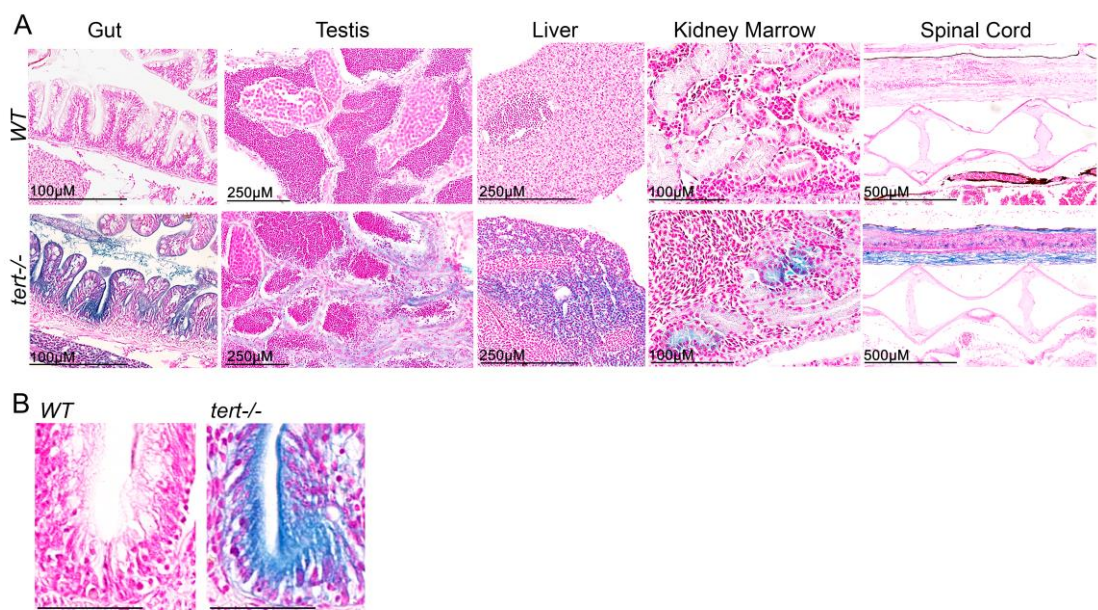 A
Gut Testis Liver Kidney Marrow Spinal Cord
WT
100µM 250µM 250µM 100µM 500µM
tert-/-
100µM 250µM 250µM 100µM 500µM
B
WT tert-/-